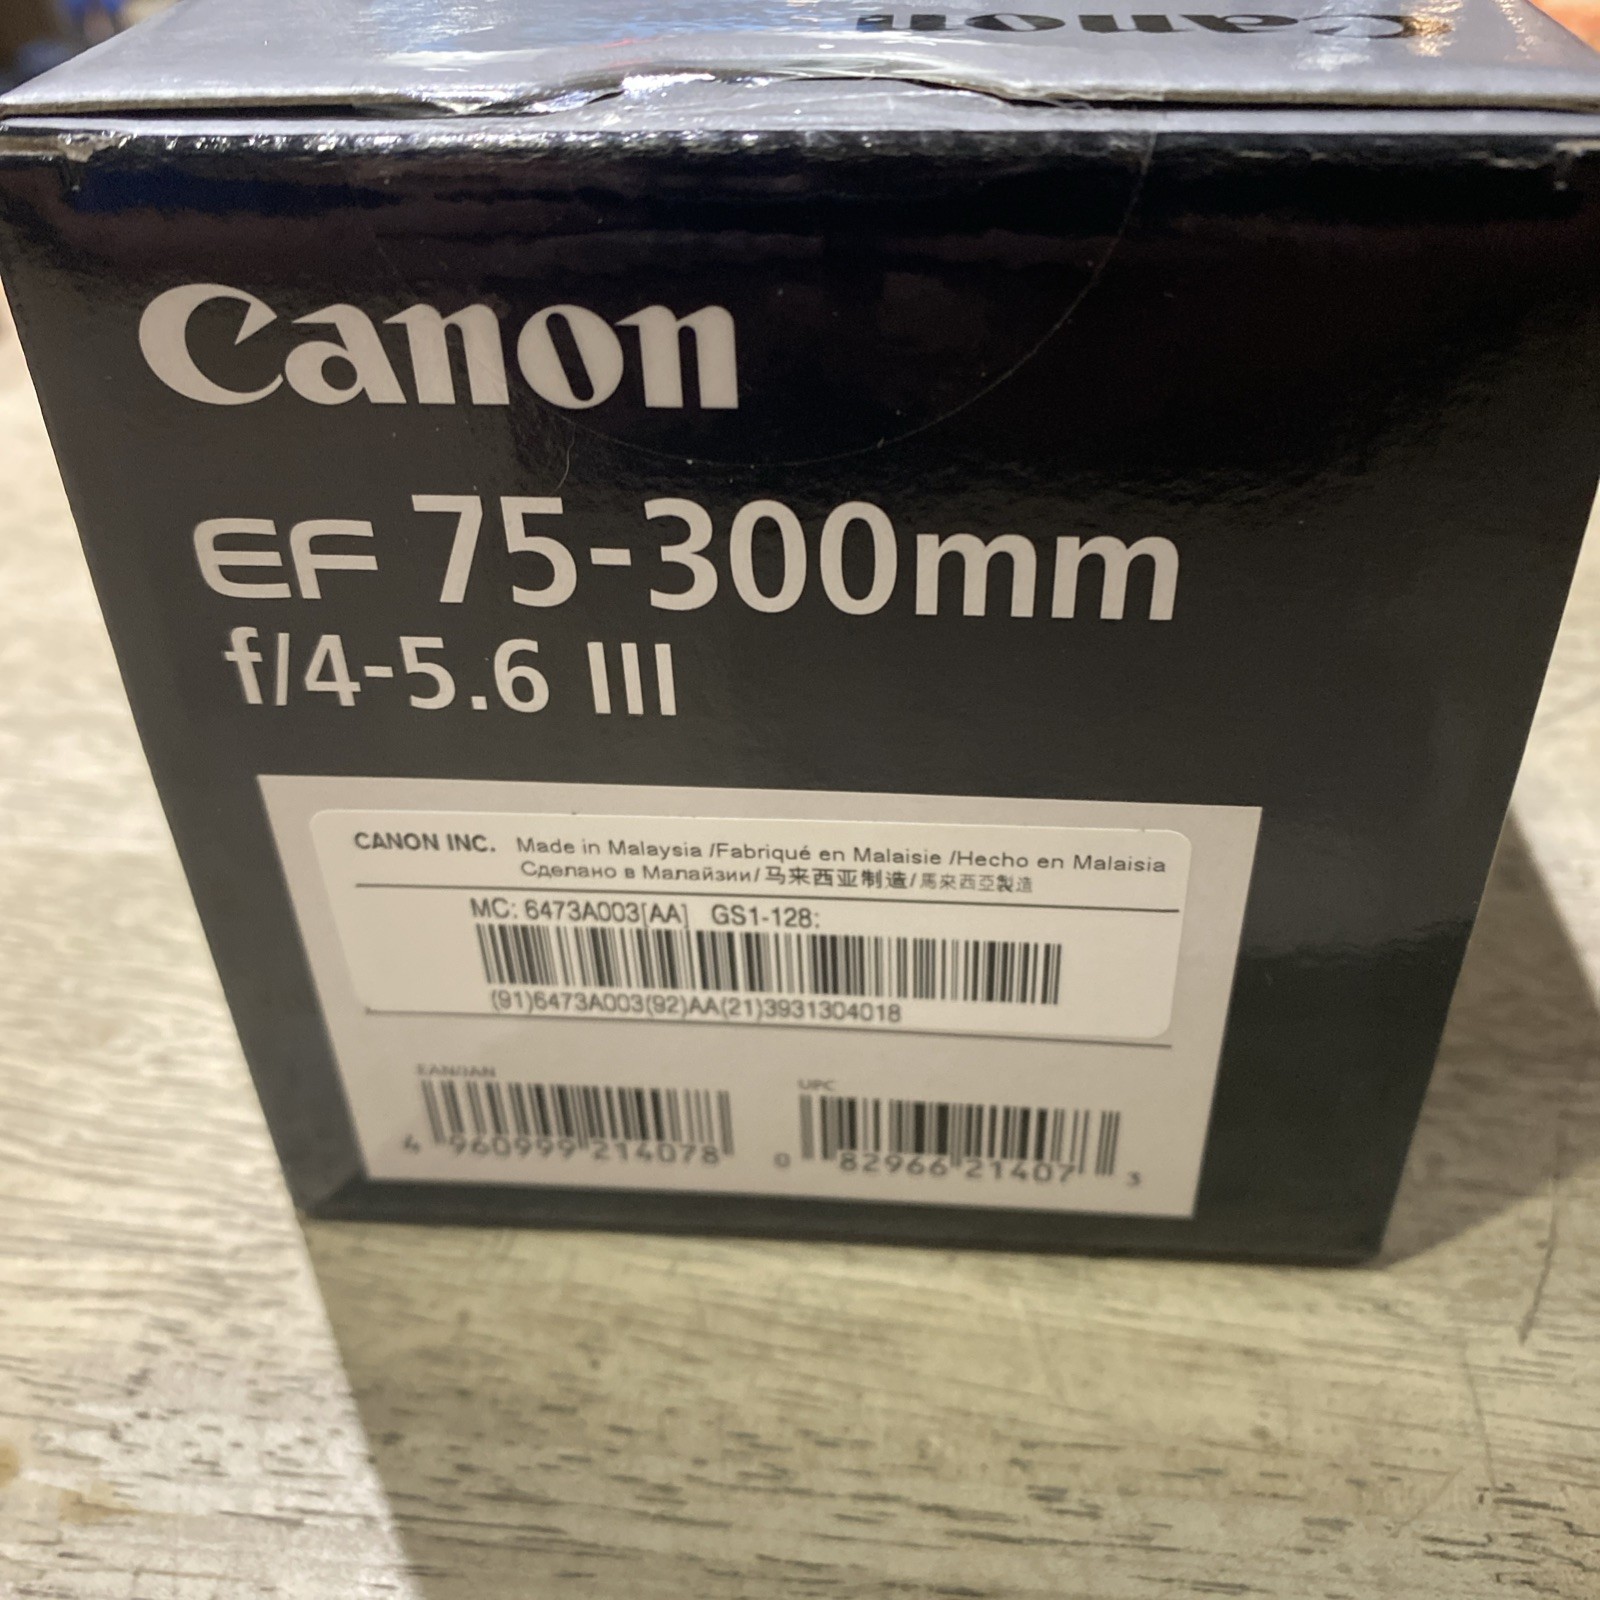 Canon
Canon
EF 75-300mm
f/4-5.6 III
CANON INC. Made in Malaysia /Fabriqué en Malaisie /Hecho en Malaisia
Сделано в Малайзии/马来西亚制造/馬來西亞製造
MC: 6473A003[AA] GS1-128:
(91)6473A003(92)AA(21)3931304018
EAN/JAN
UPC
4 960999 214078
0 82966 21407 3